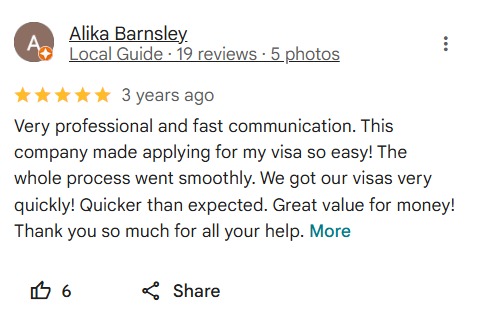 A
Alika Barnsley
Local Guide · 19 reviews · 5 photos
3 years ago
Very professional and fast communication. This
company made applying for my visa so easy! The
whole process went smoothly. We got our visas very
quickly! Quicker than expected. Great value for money!
Thank you so much for all your help. More
6 Share